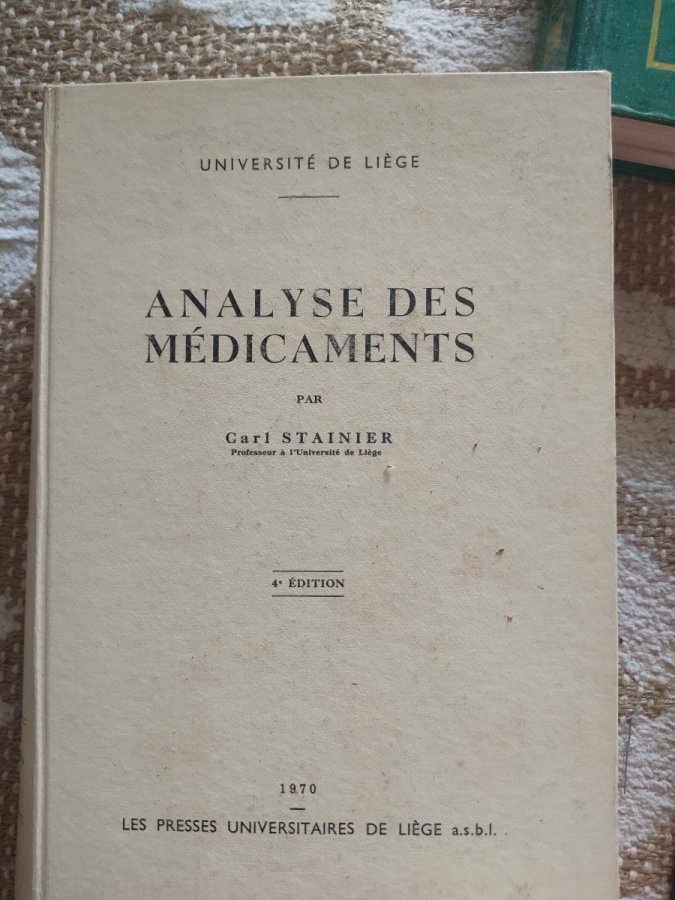 UNIVERSITÉ DE LIÈGE
ANALYSE DES
MÉDICAMENTS
PAR
Carl STAINIER
Professeur à l'Université de Liège
4e ÉDITION
1970
LES PRESSES UNIVERSITAIRES DE LIÈGE a.s.b.l.